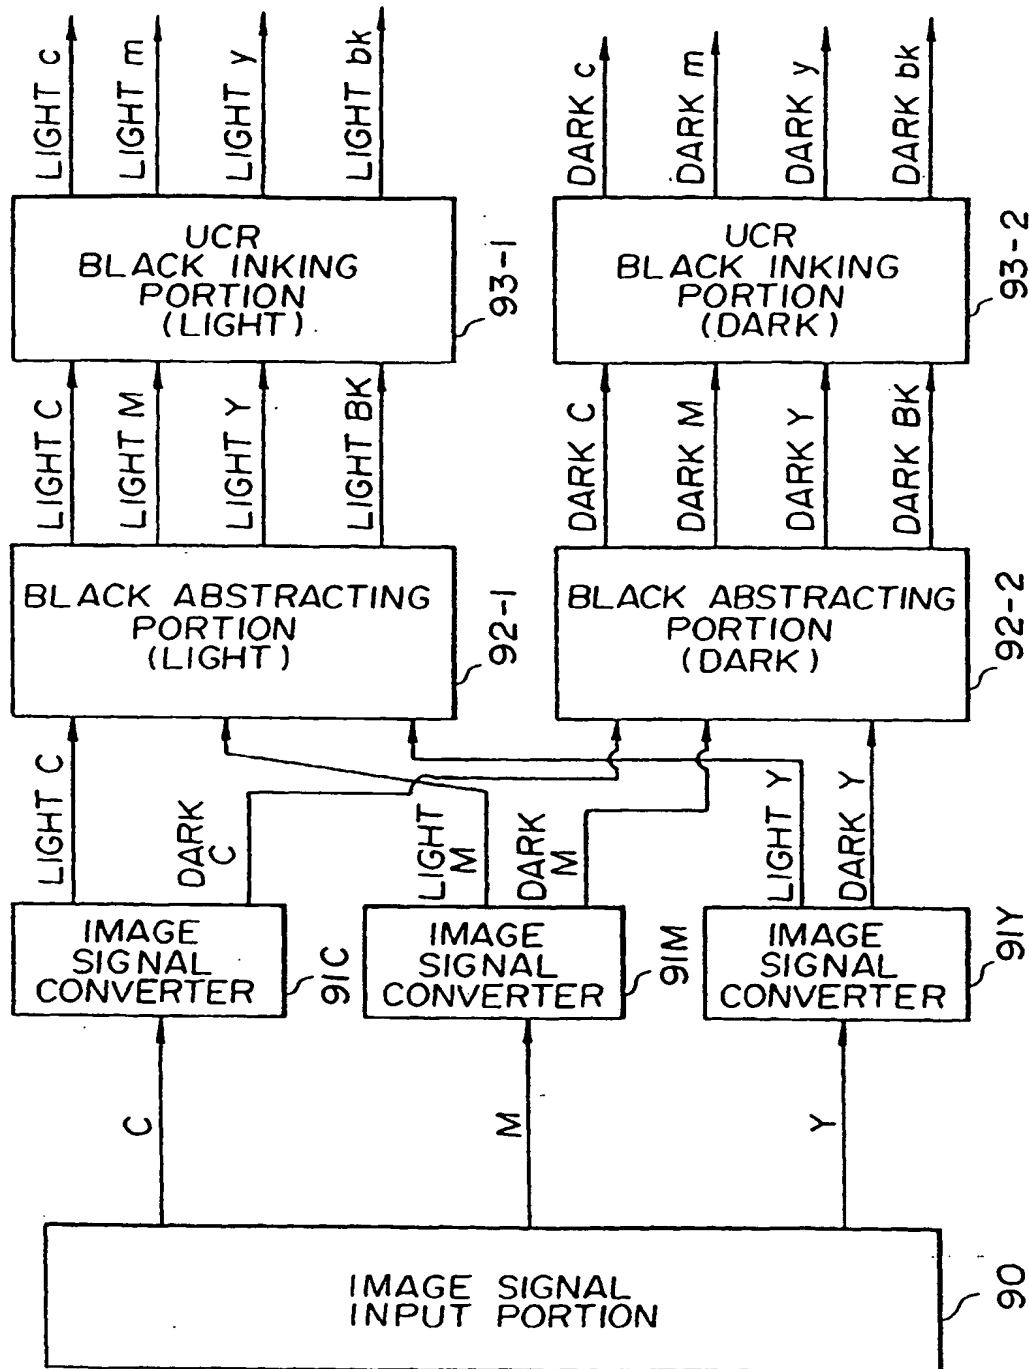 LIGHT c
LIGHT m
LIGHT y
LIGHT bk
DARK c
DARK m
DARK y
DARK bk
UCR
BLACK INKING
PORTION
(LIGHT)
93-1
UCR
BLACK INKING
PORTION
(DARK)
93-2
LIGHT C
LIGHT M
LIGHT Y
LIGHT BK
DARK C
DARK M
DARK Y
DARK BK
BLACK ABSTRACTING
PORTION
(LIGHT)
92-1
BLACK ABSTRACTING
PORTION
(DARK)
92-2
LIGHT C
DARK
C
LIGHT
M
DARK
M
LIGHT Y
DARK Y
IMAGE
SIGNAL
CONVERTER
91C
IMAGE
SIGNAL
CONVERTER
91M
IMAGE
SIGNAL
CONVERTER
91Y
C
M
Y
IMAGE SIGNAL
INPUT PORTION
90